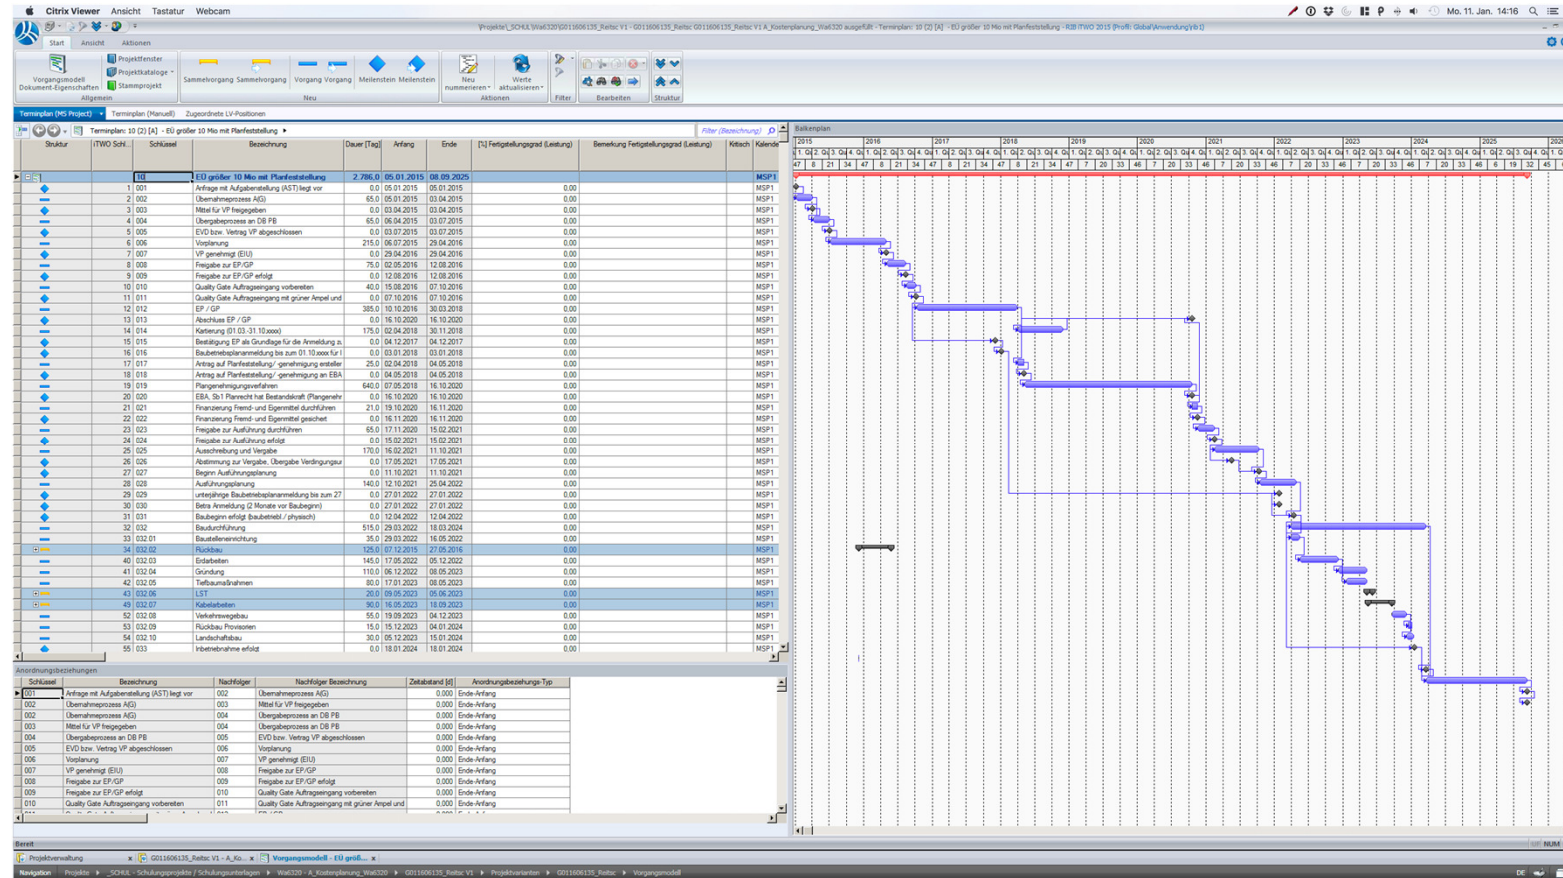 Citrix Viewer Ansicht Tastatur Webcam
Mo. 11. Jan. 14:16
Start Ansicht Aktionen
Projektfenster
Projektkataloge
Stammprojekt
Vorgangsmodell Dokument-Eigenschaften
Sammelvorgang Sammelvorgang Vorgang Vorgang Meilenstein Meilenstein
Neu nummerieren
Werte aktualisieren
Allgemein Neu Aktionen Filter Bearbeiten Struktur
Terminplan (MS Project) Terminplan (Manuell) Zugeordnete LV-Positionen
Terminplan: 10 (2) [A] - EÜ größer 10 Mio mit Planfeststellung
Filter (Bezeichnung)
Balkenplan
Struktur iTWO Schl... Schlüssel Bezeichnung Dauer [Tag] Anfang Ende [%] Fertigstellungsgrad (Leistung) Bemerkung Fertigstellungsgrad (Leistung) Kritisch Kalende
2015 2016 2017 2018 2019 2020 2021 2022 2023 2024 2025
10 EÜ größer 10 Mio mit Planfeststellung 2.786,0 05.01.2015 08.09.2025 MSP1
1 001 Anfrage mit Aufgabenstellung (AST) liegt vor 0,0 05.01.2015 05.01.2015 0,00 MSP1
2 002 Übernahmeprozess A(G) 65,0 05.01.2015 03.04.2015 0,00 MSP1
3 003 Mittel für VP freigegeben 0,0 03.04.2015 03.04.2015 0,00 MSP1
4 004 Übergabeprozess an DB PB 65,0 06.04.2015 03.07.2015 0,00 MSP1
5 005 EVD bzw. Vertrag VP abgeschlossen 0,0 03.07.2015 03.07.2015 0,00 MSP1
6 006 Vorplanung 215,0 06.07.2015 29.04.2016 0,00 MSP1
7 007 VP genehmigt (EIU) 0,0 29.04.2016 29.04.2016 0,00 MSP1
8 008 Freigabe zur EP/GP 75,0 02.05.2016 12.08.2016 0,00 MSP1
9 009 Freigabe zur EP/GP erfolgt 0,0 12.08.2016 12.08.2016 0,00 MSP1
10 010 Quality Gate Auftragseingang vorbereiten 40,0 15.08.2016 07.10.2016 0,00 MSP1
11 011 Quality Gate Auftragseingang mit grüner Ampel und 0,0 07.10.2016 07.10.2016 0,00 MSP1
12 012 EP / GP 385,0 10.10.2016 30.03.2018 0,00 MSP1
13 013 Abschluss EP / GP 0,0 16.10.2020 16.10.2020 0,00 MSP1
14 014 Kartierung (01.03.-31.10.xxxx) 175,0 02.04.2018 30.11.2018 0,00 MSP1
15 015 Bestätigung EP als Grundlage für die Anmeldung zu 0,0 04.12.2017 04.12.2017 0,00 MSP1
16 016 Baubetriebsplananmeldung bis zum 01.10.xxxx für l 0,0 03.01.2018 03.01.2018 0,00 MSP1
17 017 Antrag auf Planfeststellung/ -genehmigung ersteller 25,0 02.04.2018 04.05.2018 0,00 MSP1
18 018 Antrag auf Planfeststellung/ -genehmigung an EBA 0,0 04.05.2018 04.05.2018 0,00 MSP1
19 019 Plangenehmigungsverfahren 640,0 07.05.2018 16.10.2020 0,00 MSP1
20 020 EBA, Sb1 Planrecht hat Bestandskraft (Plangenehr 0,0 16.10.2020 16.10.2020 0,00 MSP1
21 021 Finanzierung Fremd- und Eigenmittel durchführen 21,0 19.10.2020 16.11.2020 0,00 MSP1
22 022 Finanzierung Fremd- und Eigenmittel gesichert 0,0 16.11.2020 16.11.2020 0,00 MSP1
23 023 Freigabe zur Ausführung durchführen 65,0 17.11.2020 15.02.2021 0,00 MSP1
24 024 Freigabe zur Ausführung erfolgt 0,0 15.02.2021 15.02.2021 0,00 MSP1
25 025 Ausschreibung und Vergabe 170,0 16.02.2021 11.10.2021 0,00 MSP1
26 026 Abstimmung zur Vergabe, Übergabe Verdingungsur 0,0 17.05.2021 17.05.2021 0,00 MSP1
27 027 Beginn Ausführungsplanung 0,0 11.10.2021 11.10.2021 0,00 MSP1
28 028 Ausführungsplanung 140,0 12.10.2021 25.04.2022 0,00 MSP1
29 029 unterjährige Baubetriebsplananmeldung bis zum 27 0,0 27.01.2022 27.01.2022 0,00 MSP1
30 030 Betra Anmeldung (2 Monate vor Baubeginn) 0,0 27.01.2022 27.01.2022 0,00 MSP1
31 031 Baubeginn erfolgt (baubetriebl./ physisch) 0,0 12.04.2022 12.04.2022 0,00 MSP1
32 032 Baudurchführung 515,0 29.03.2022 18.03.2024 0,00 MSP1
33 032.01 Baustelleneinrichtung 35,0 29.03.2022 16.05.2022 0,00 MSP1
34 032.02 Rückbau 125,0 07.12.2015 27.05.2016 0,00 MSP1
40 032.03 Erdarbeiten 145,0 17.05.2022 05.12.2022 0,00 MSP1
41 032.04 Gründung 110,0 06.12.2022 08.05.2023 0,00 MSP1
42 032.05 Tiefbaumaßnahmen 80,0 17.01.2023 08.05.2023 0,00 MSP1
43 032.06 LST 20,0 09.05.2023 05.06.2023 0,00 MSP1
49 032.07 Kabelarbeiten 90,0 16.05.2023 18.09.2023 0,00 MSP1
52 032.08 Verkehrswegebau 55,0 19.09.2023 04.12.2023 0,00 MSP1
53 032.09 Rückbau Provisorien 15,0 15.12.2023 04.01.2024 0,00 MSP1
54 032.10 Landschaftsbau 30,0 05.12.2023 15.01.2024 0,00 MSP1
55 033 Inbetriebnahme erfolgt 0,0 18.01.2024 18.01.2024 0,00 MSP1
Anordnungsbeziehungen
Schlüssel Bezeichnung Nachfolger Nachfolger Bezeichnung Zeitabstand [d] Anordnungsbeziehungs-Typ
001 Anfrage mit Aufgabenstellung (AST) liegt vor 002 Übernahmeprozess A(G) 0,000 Ende-Anfang
002 Übernahmeprozess A(G) 003 Mittel für VP freigegeben 0,000 Ende-Anfang
002 Übernahmeprozess A(G) 004 Übergabeprozess an DB PB 0,000 Ende-Anfang
003 Mittel für VP freigegeben 004 Übergabeprozess an DB PB 0,000 Ende-Anfang
004 Übergabeprozess an DB PB 005 EVD bzw. Vertrag VP abgeschlossen 0,000 Ende-Anfang
005 EVD bzw. Vertrag VP abgeschlossen 006 Vorplanung 0,000 Ende-Anfang
006 Vorplanung 007 VP genehmigt (EIU) 0,000 Ende-Anfang
007 VP genehmigt (EIU) 008 Freigabe zur EP/GP 0,000 Ende-Anfang
008 Freigabe zur EP/GP 009 Freigabe zur EP/GP erfolgt 0,000 Ende-Anfang
009 Freigabe zur EP/GP erfolgt 010 Quality Gate Auftragseingang vorbereiten 0,000 Ende-Anfang
010 Quality Gate Auftragseingang vorbereiten 011 Quality Gate Auftragseingang mit grüner Ampel und 0,000 Ende-Anfang
Bereit
NUM
Projektverwaltung x G011606135_Reitsc V1 - A_Ko... x Vorgangsmodell - EÜ größ... x
Navigation Projekte _SCHUL - Schulungsprojekte / Schulungsunterlagen Wa6320 - A_Kostenplanung_Wa6320 G011606135_Reitsc V1 Projektvarianten G011606135_Reitsc Vorgangsmodell
DE